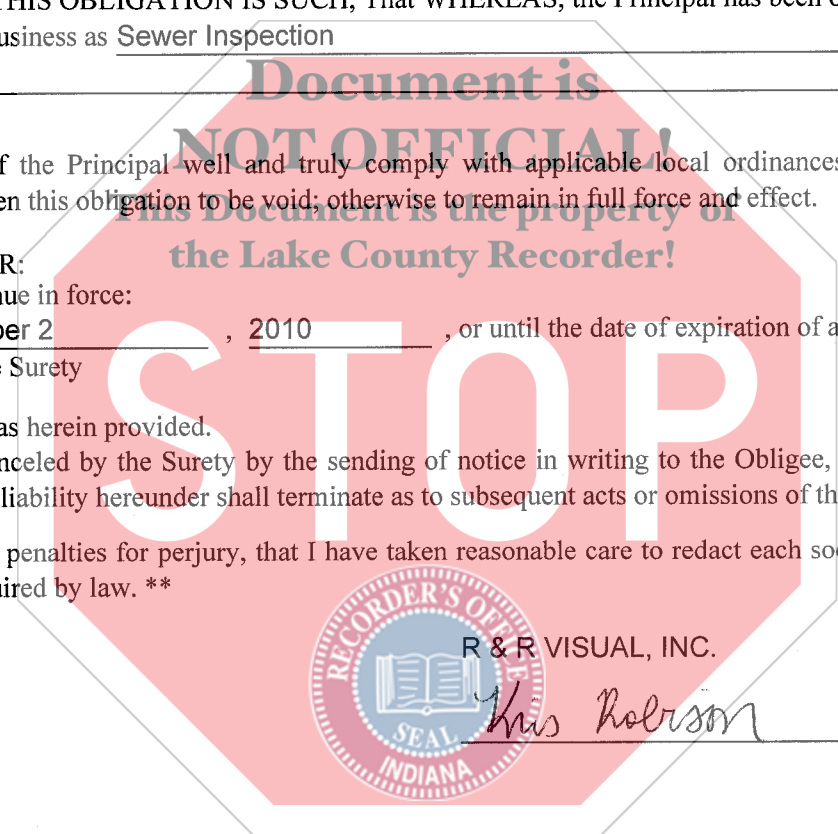 THIS OBLIGATION IS SUCH, That WHEREAS, the Principal has been
usiness as Sewer Inspection
Document is
NOT OFFICIAL!
f the Principal well and truly comply with applicable local ordinances
en this obligation to be void; otherwise to remain in full force and effect.
This Document is the property of
the Lake County Recorder!
R:
nue in force:
ber 2 , 2010 , or until the date of expiration of a
Surety
STOP
as herein provided.
nceled by the Surety by the sending of notice in writing to the Obligee,
liability hereunder shall terminate as to subsequent acts or omissions of th
penalties for perjury, that I have taken reasonable care to redact each so
uired by law. **
RECORDER'S OFFICE
SEAL
INDIANA
R & R VISUAL, INC.
Kris Robison